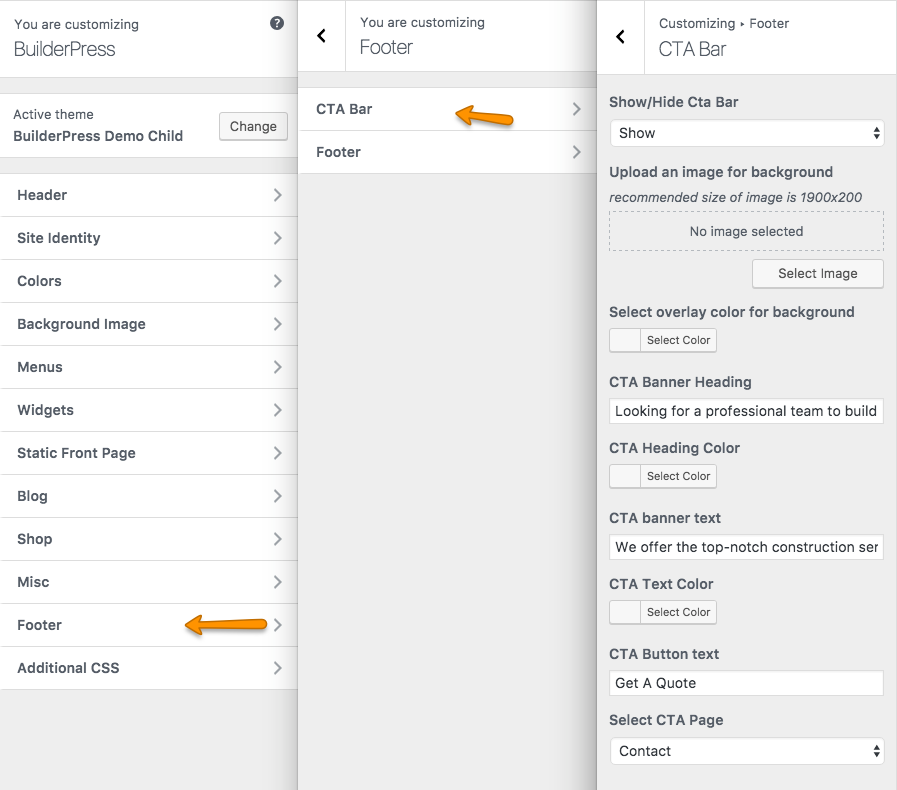 You are customizing
BuilderPress
Active theme
BuilderPress Demo Child
Change
Header
Site Identity
Colors
Background Image
Menus
Widgets
Static Front Page
Blog
Shop
Misc
Footer
Additional CSS
You are customizing
Footer
CTA Bar
Footer
Customizing ▸ Footer
CTA Bar
Show/Hide Cta Bar
Show
Upload an image for background
recommended size of image is 1900x200
No image selected
Select Image
Select overlay color for background
Select Color
CTA Banner Heading
Looking for a professional team to build
CTA Heading Color
Select Color
CTA banner text
We offer the top-notch construction ser
CTA Text Color
Select Color
CTA Button text
Get A Quote
Select CTA Page
Contact